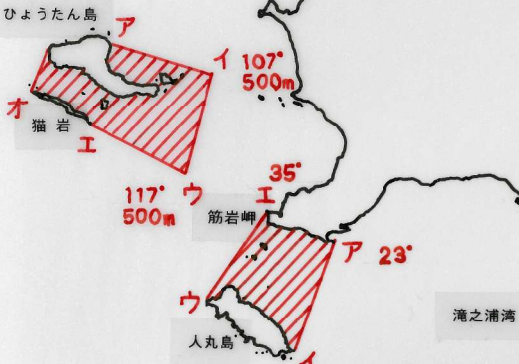 ひょうたん島
ア
イ
107°
500m
オ
猫岩
エ
117°
500m
ウ
35°
エ
筋岩岬
ア
23°
ウ
人丸島
イ
滝之浦湾